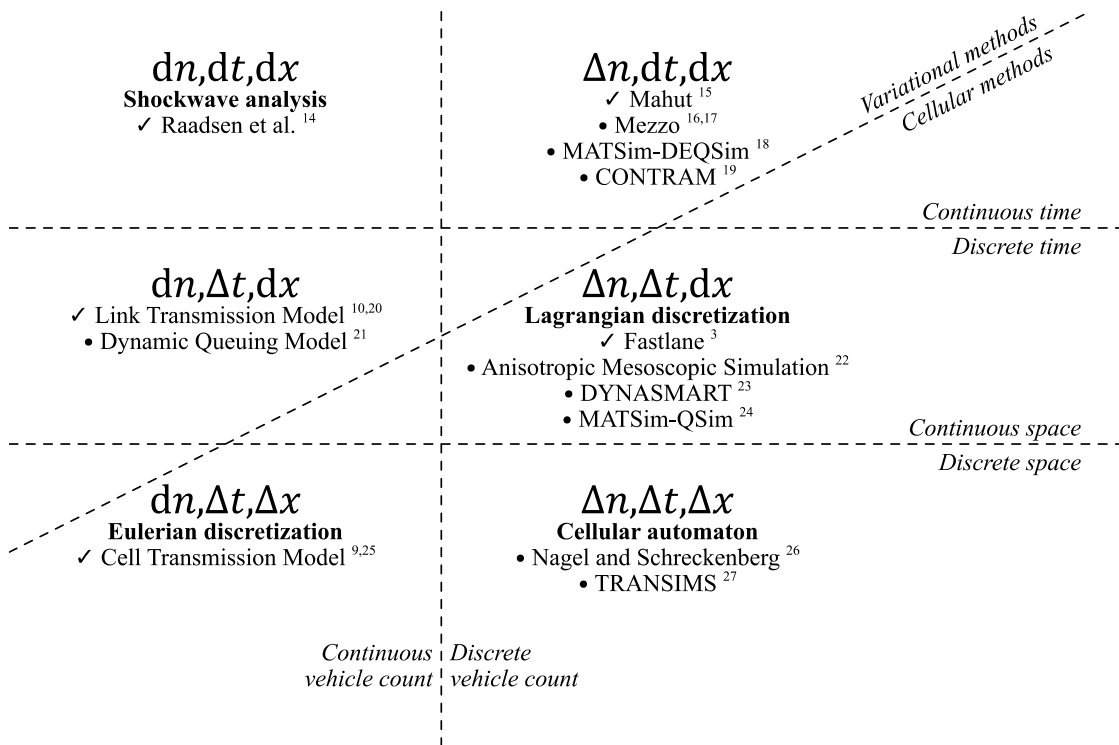 dn,dt,dx
Shockwave analysis
✓ Raadsen et al. 14
Δn,dt,dx
✓ Mahut 15
• Mezzo 16,17
• MATSim-DEQSim 18
• CONTRAM 19
Variational methods
Cellular methods
Continuous time
Discrete time
dn,Δt,dx
✓ Link Transmission Model 10,20
• Dynamic Queuing Model 21
Δn,Δt,dx
Lagrangian discretization
✓ Fastlane 3
• Anisotropic Mesoscopic Simulation 22
• DYNASMART 23
• MATSim-QSim 24
Continuous space
Discrete space
dn,Δt,Δx
Eulerian discretization
✓ Cell Transmission Model 9,25
Δn,Δt,Δx
Cellular automaton
• Nagel and Schreckenberg 26
• TRANSIMS 27
Continuous
vehicle count
Discrete
vehicle count